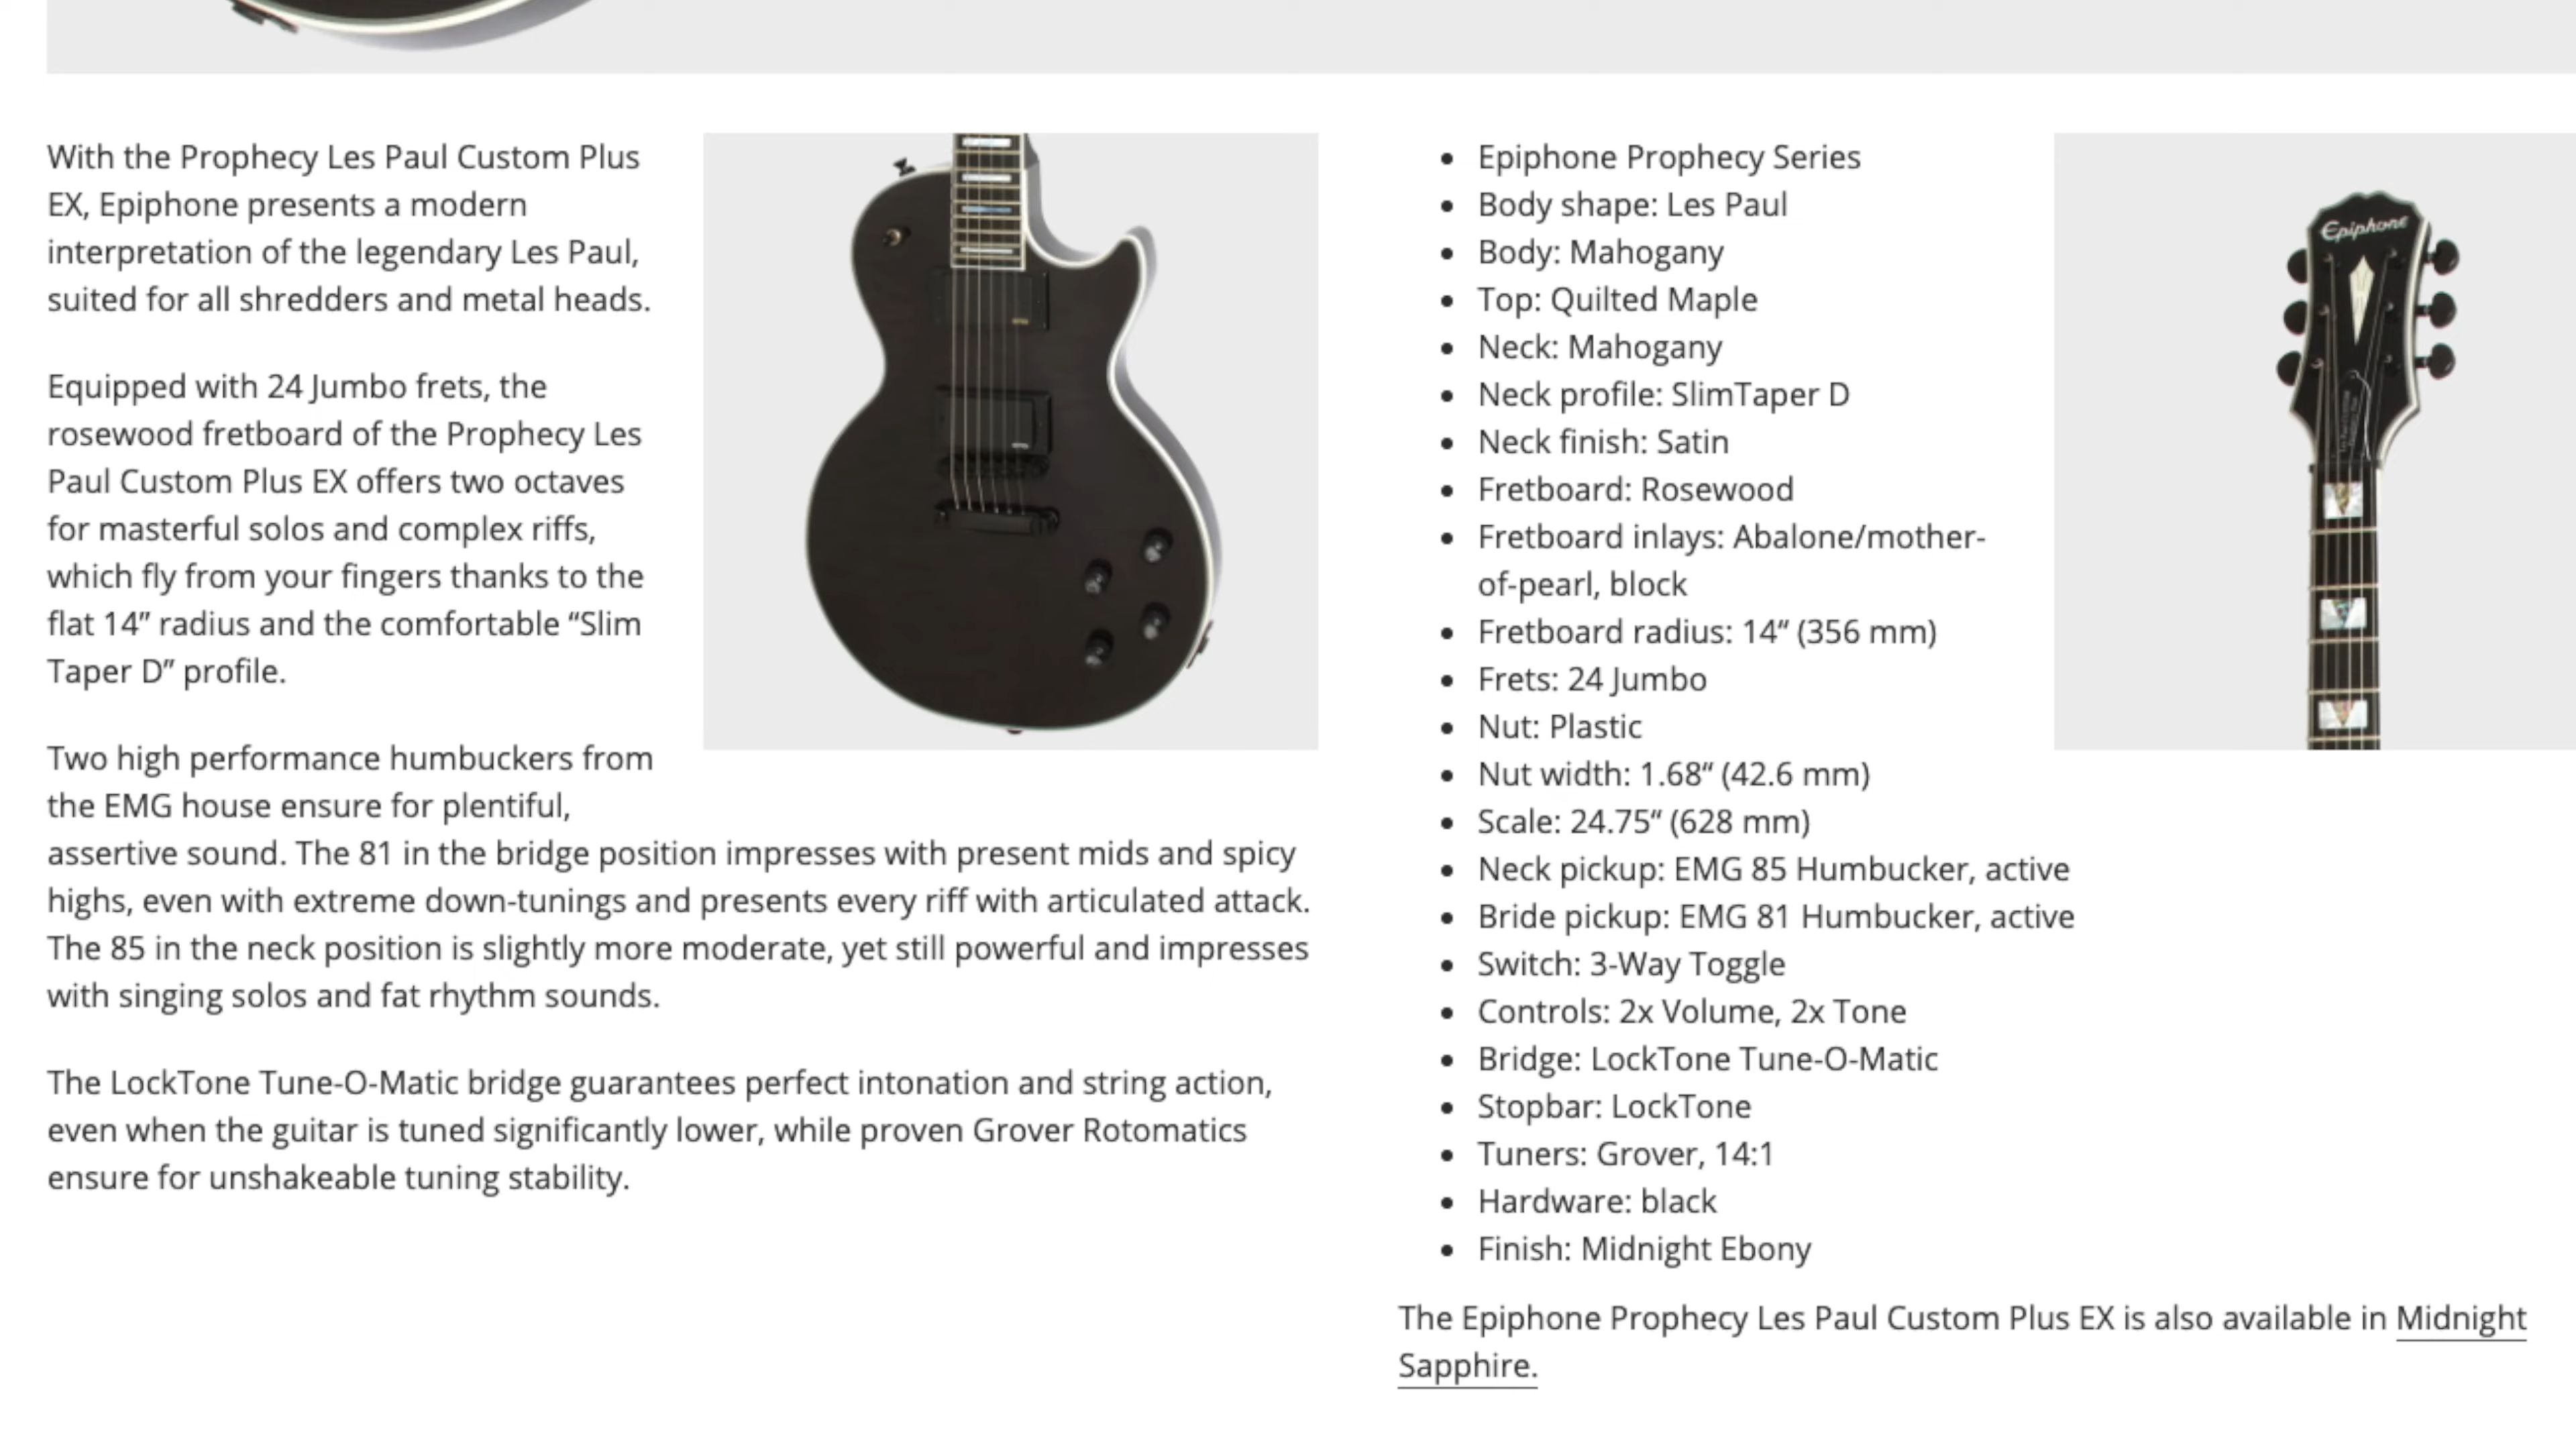 With the Prophecy Les Paul Custom Plus
EX, Epiphone presents a modern
interpretation of the legendary Les Paul,
suited for all shredders and metal heads.
Equipped with 24 Jumbo frets, the
rosewood fretboard of the Prophecy Les
Paul Custom Plus EX offers two octaves
for masterful solos and complex riffs,
which fly from your fingers thanks to the
flat 14” radius and the comfortable “Slim
Taper D” profile.
Two high performance humbuckers from
the EMG house ensure for plentiful,
assertive sound. The 81 in the bridge position impresses with present mids and spicy
highs, even with extreme down-tunings and presents every riff with articulated attack.
The 85 in the neck position is slightly more moderate, yet still powerful and impresses
with singing solos and fat rhythm sounds.
The LockTone Tune-O-Matic bridge guarantees perfect intonation and string action,
even when the guitar is tuned significantly lower, while proven Grover Rotomatics
ensure for unshakeable tuning stability.
• Epiphone Prophecy Series
• Body shape: Les Paul
• Body: Mahogany
• Top: Quilted Maple
• Neck: Mahogany
• Neck profile: SlimTaper D
• Neck finish: Satin
• Fretboard: Rosewood
• Fretboard inlays: Abalone/mother-
of-pearl, block
• Fretboard radius: 14“ (356 mm)
• Frets: 24 Jumbo
• Nut: Plastic
• Nut width: 1.68“ (42.6 mm)
• Scale: 24.75“ (628 mm)
• Neck pickup: EMG 85 Humbucker, active
• Bride pickup: EMG 81 Humbucker, active
• Switch: 3-Way Toggle
• Controls: 2x Volume, 2x Tone
• Bridge: LockTone Tune-O-Matic
• Stopbar: LockTone
• Tuners: Grover, 14:1
• Hardware: black
• Finish: Midnight Ebony
The Epiphone Prophecy Les Paul Custom Plus EX is also available in Midnight
Sapphire.
Epiphone